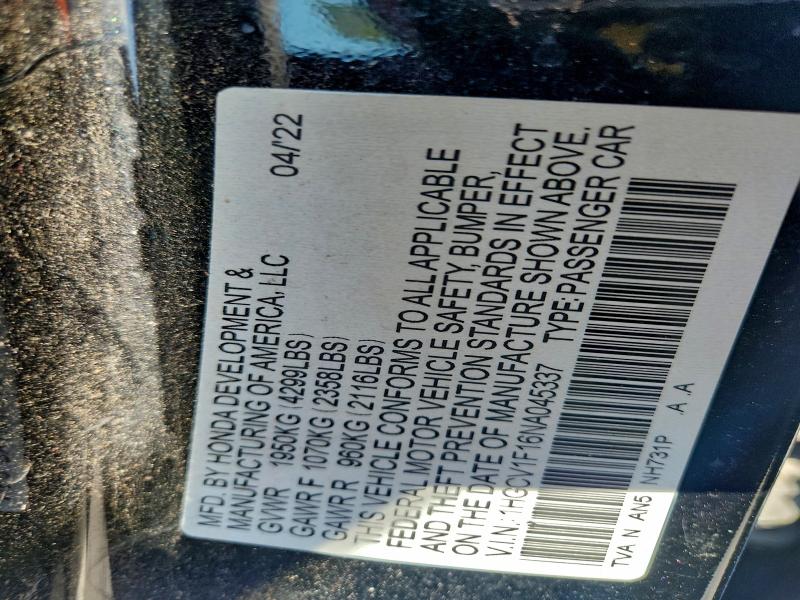 MFD. BY HONDA DEVELOPMENT &
MANUFACTURING OF AMERICA, LLC 04/'22
GVWR 1950KG (4299LBS)
GAWR F 1070KG (2358LBS)
GAWR R 960KG (2116LBS)
THIS VEHICLE CONFORMS TO ALL APPLICABLE
FEDERAL MOTOR VEHICLE SAFETY, BUMPER,
AND THEFT PREVENTION STANDARDS IN EFFECT
ON THE DATE OF MANUFACTURE SHOWN ABOVE.
V.I.N.: 1HGCV1F16NA045337 TYPE: PASSENGER CAR
TVA N AN5 NH731P .A .A